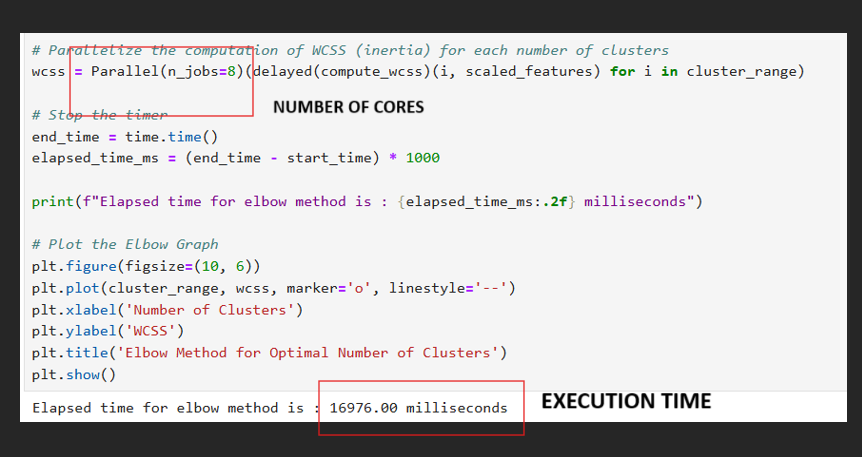 # Parallelize the computation of WCSS (inertia) for each number of clusters
wcss = Parallel(n_jobs=8)(delayed(compute_wcss)(i, scaled_features) for i in cluster_range)
NUMBER OF CORES
# Stop the timer
end_time = time.time()
elapsed_time_ms = (end_time - start_time) * 1000
print(f"Elapsed time for elbow method is : {elapsed_time_ms:.2f} milliseconds")
# Plot the Elbow Graph
plt.figure(figsize=(10, 6))
plt.plot(cluster_range, wcss, marker='o', linestyle='--')
plt.xlabel('Number of Clusters')
plt.ylabel('WCSS')
plt.title('Elbow Method for Optimal Number of Clusters')
plt.show()
Elapsed time for elbow method is : 16976.00 milliseconds
EXECUTION TIME